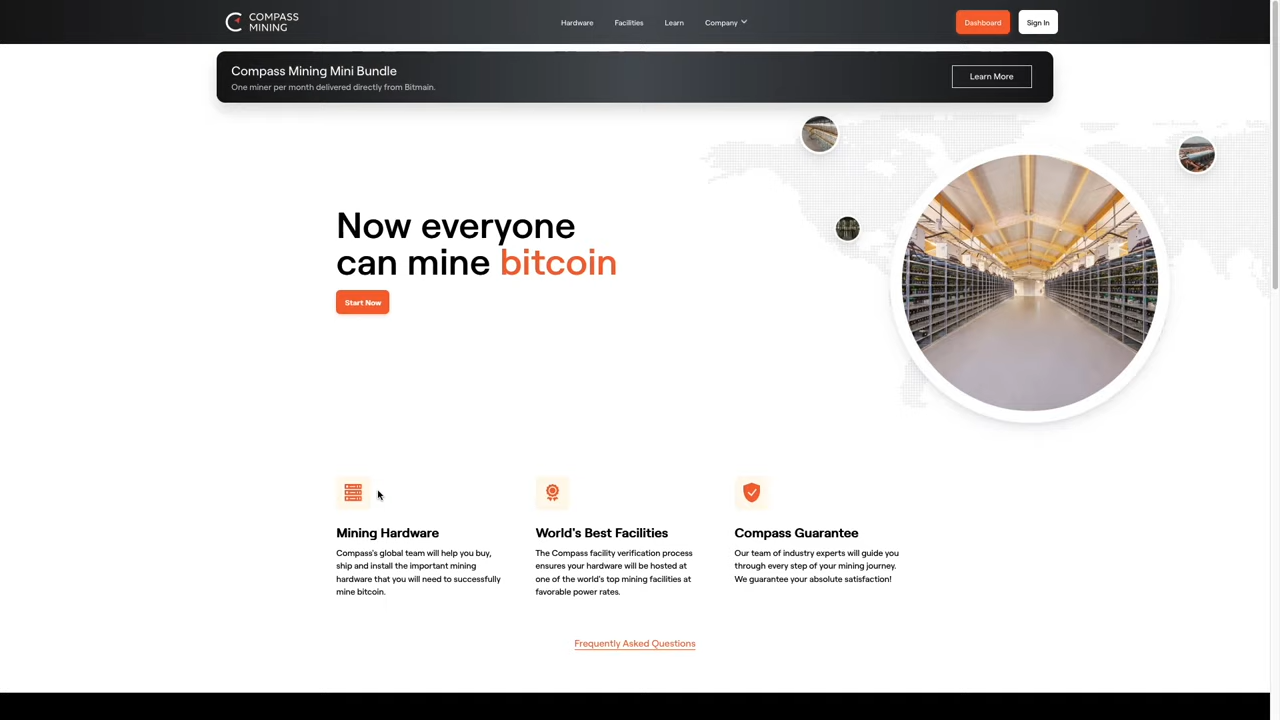 COMPASS
MINING
Hardware Facilities Learn Company Dashboard Sign In
Compass Mining Mini Bundle
One miner per month delivered directly from Bitmain.
Learn More
Now everyone
can mine bitcoin
Start Now
Mining Hardware
Compass's global team will help you buy,
ship and install the important mining
hardware that you will need to successfully
mine bitcoin.
World's Best Facilities
The Compass facility verification process
ensures your hardware will be hosted at
one of the world's top mining facilities at
favorable power rates.
Compass Guarantee
Our team of industry experts will guide you
through every step of your mining journey.
We guarantee your absolute satisfaction!
Frequently Asked Questions